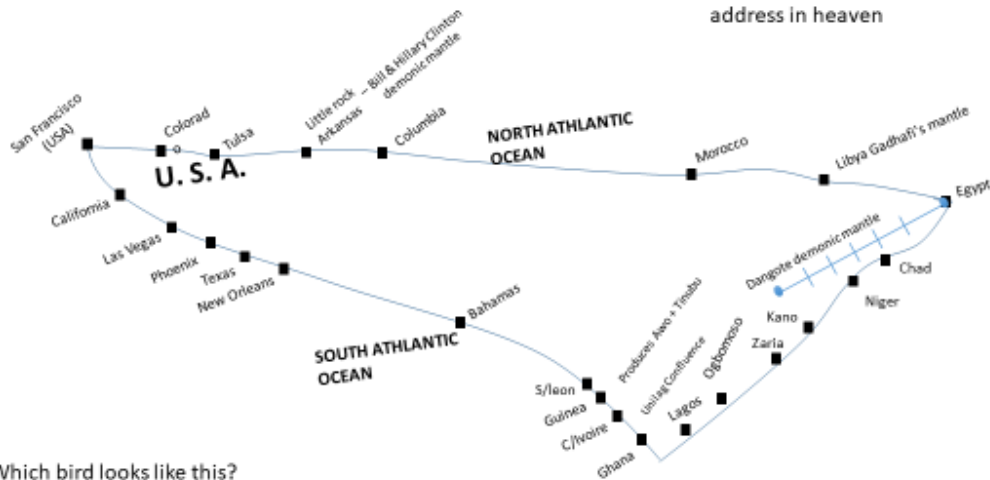 address in heaven
San Francisco
(USA)
Colorad
o
Tulsa
Little rock – Bill & Hillary Clinton
Arkansas demonic mantle
Columbia
NORTH ATHLANTIC
OCEAN
Morocco
Libya Gadhafi's mantle
Egypt
U. S. A.
California
Las Vegas
Phoenix
Texas
New Orleans
Bahamas
SOUTH ATHLANTIC
OCEAN
Dangote demonic mantle
Chad
Niger
Kano
Zaria
Ogbomoso
Produces Awo + Tinubu
Unilag Confluence
Lagos
S/leon
Guinea
C/Ivoire
Ghana
Which bird looks like this?